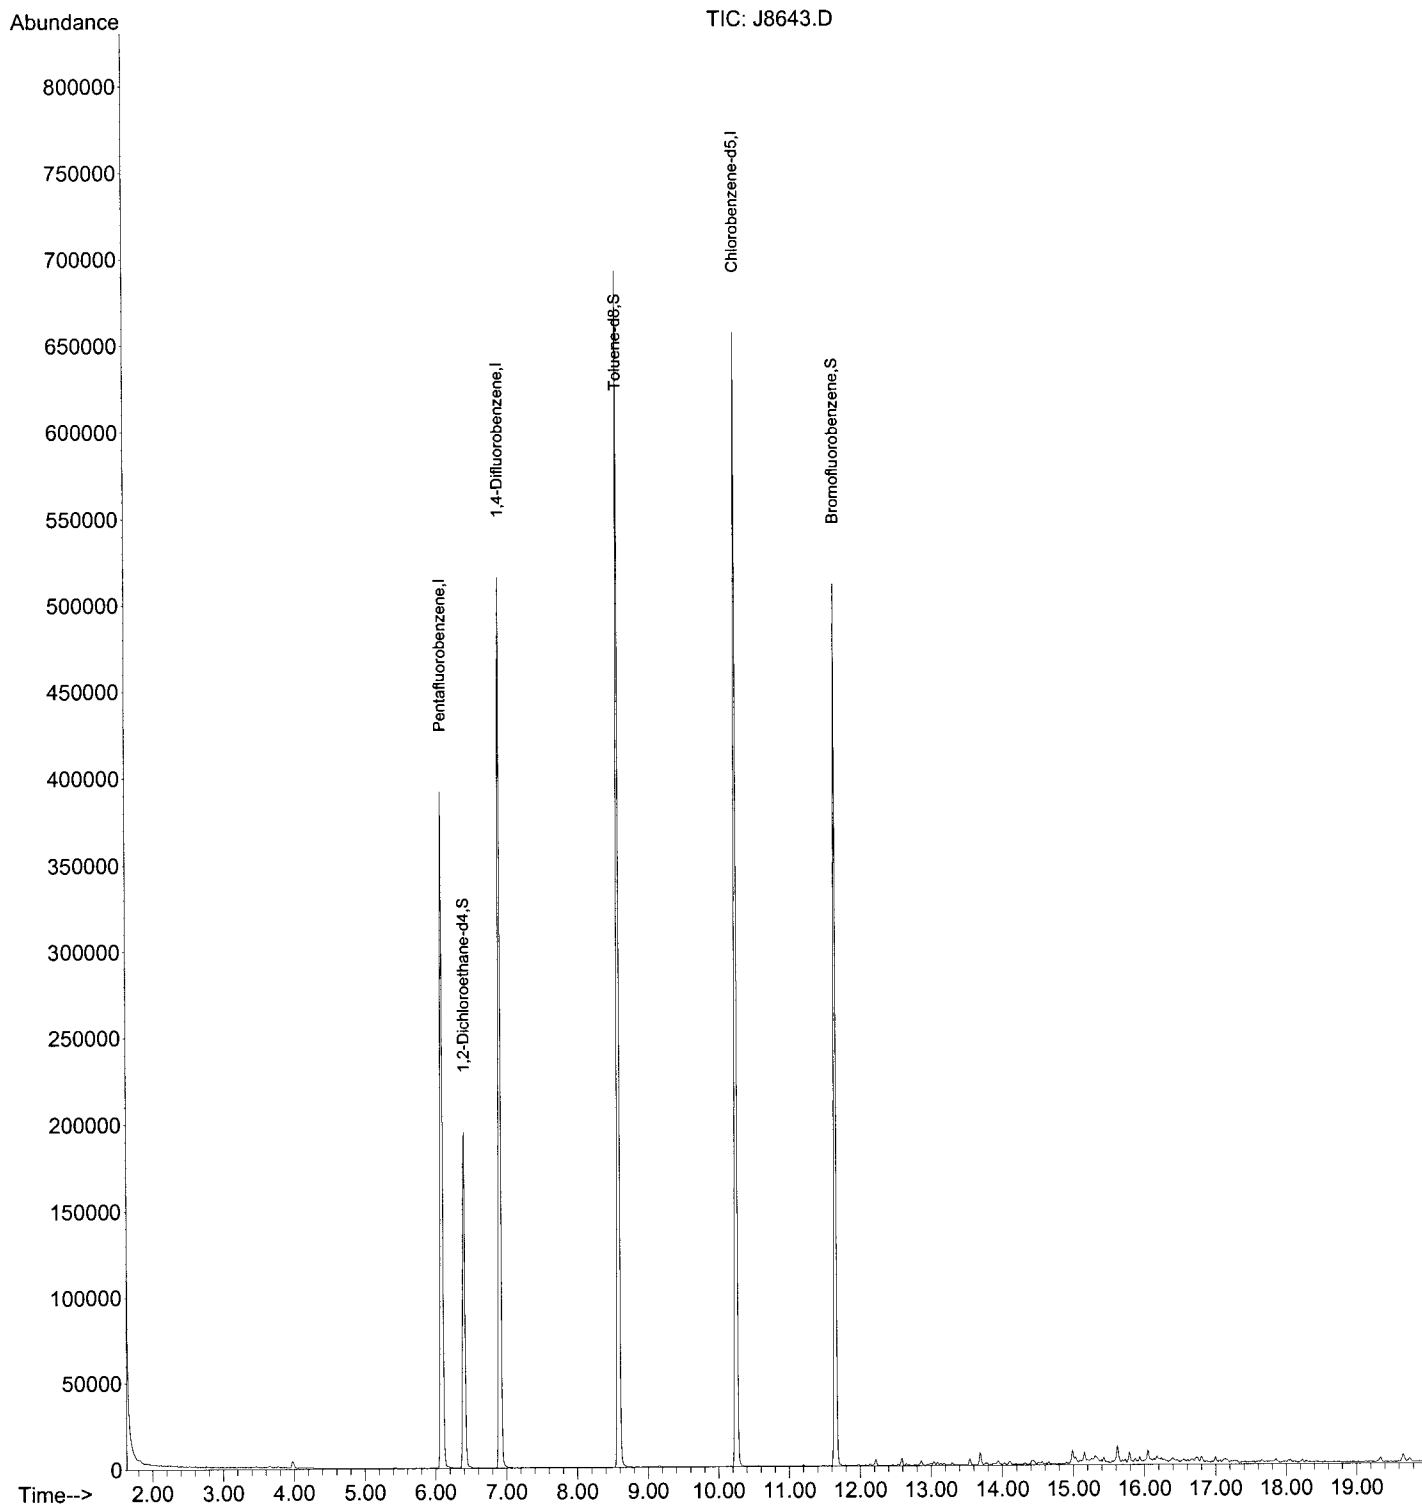 Abundance
TIC: J8643.D
800000
750000
700000
650000
600000
550000
500000
450000
400000
350000
300000
250000
200000
150000
100000
50000
0
Pentafluorobenzene,I
1,2-Dichloroethane-d4,S
1,4-Difluorobenzene,I
Toluene-d8,S
Chlorobenzene-d5,I
Bromofluorobenzene,S
Time--> 2.00 3.00 4.00 5.00 6.00 7.00 8.00 9.00 10.00 11.00 12.00 13.00 14.00 15.00 16.00 17.00 18.00 19.00